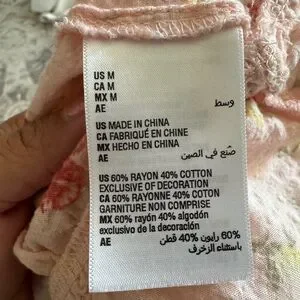 US M
CA M
MX M
AE وسط
US MADE IN CHINA
CA FABRIQUÉ EN CHINE
MX HECHO EN CHINA
AE صنع في الصين
US 60% RAYON 40% COTTON
EXCLUSIVE OF DECORATION
CA 60% RAYONNE 40% COTON
GARNITURE NON COMPRISE
MX 60% rayón 40% algodón
exclusivo de la decoración
60% رايون 40% قطن
AE باستثناء الزخرف